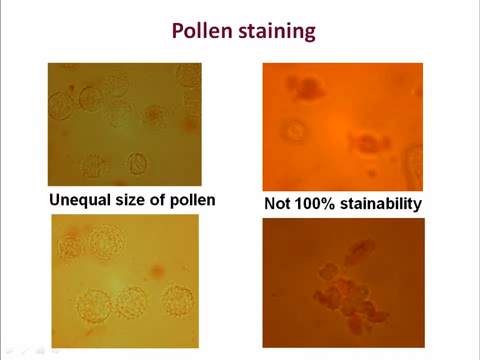 Pollen staining
Unequal size of pollen
Not 100% stainability